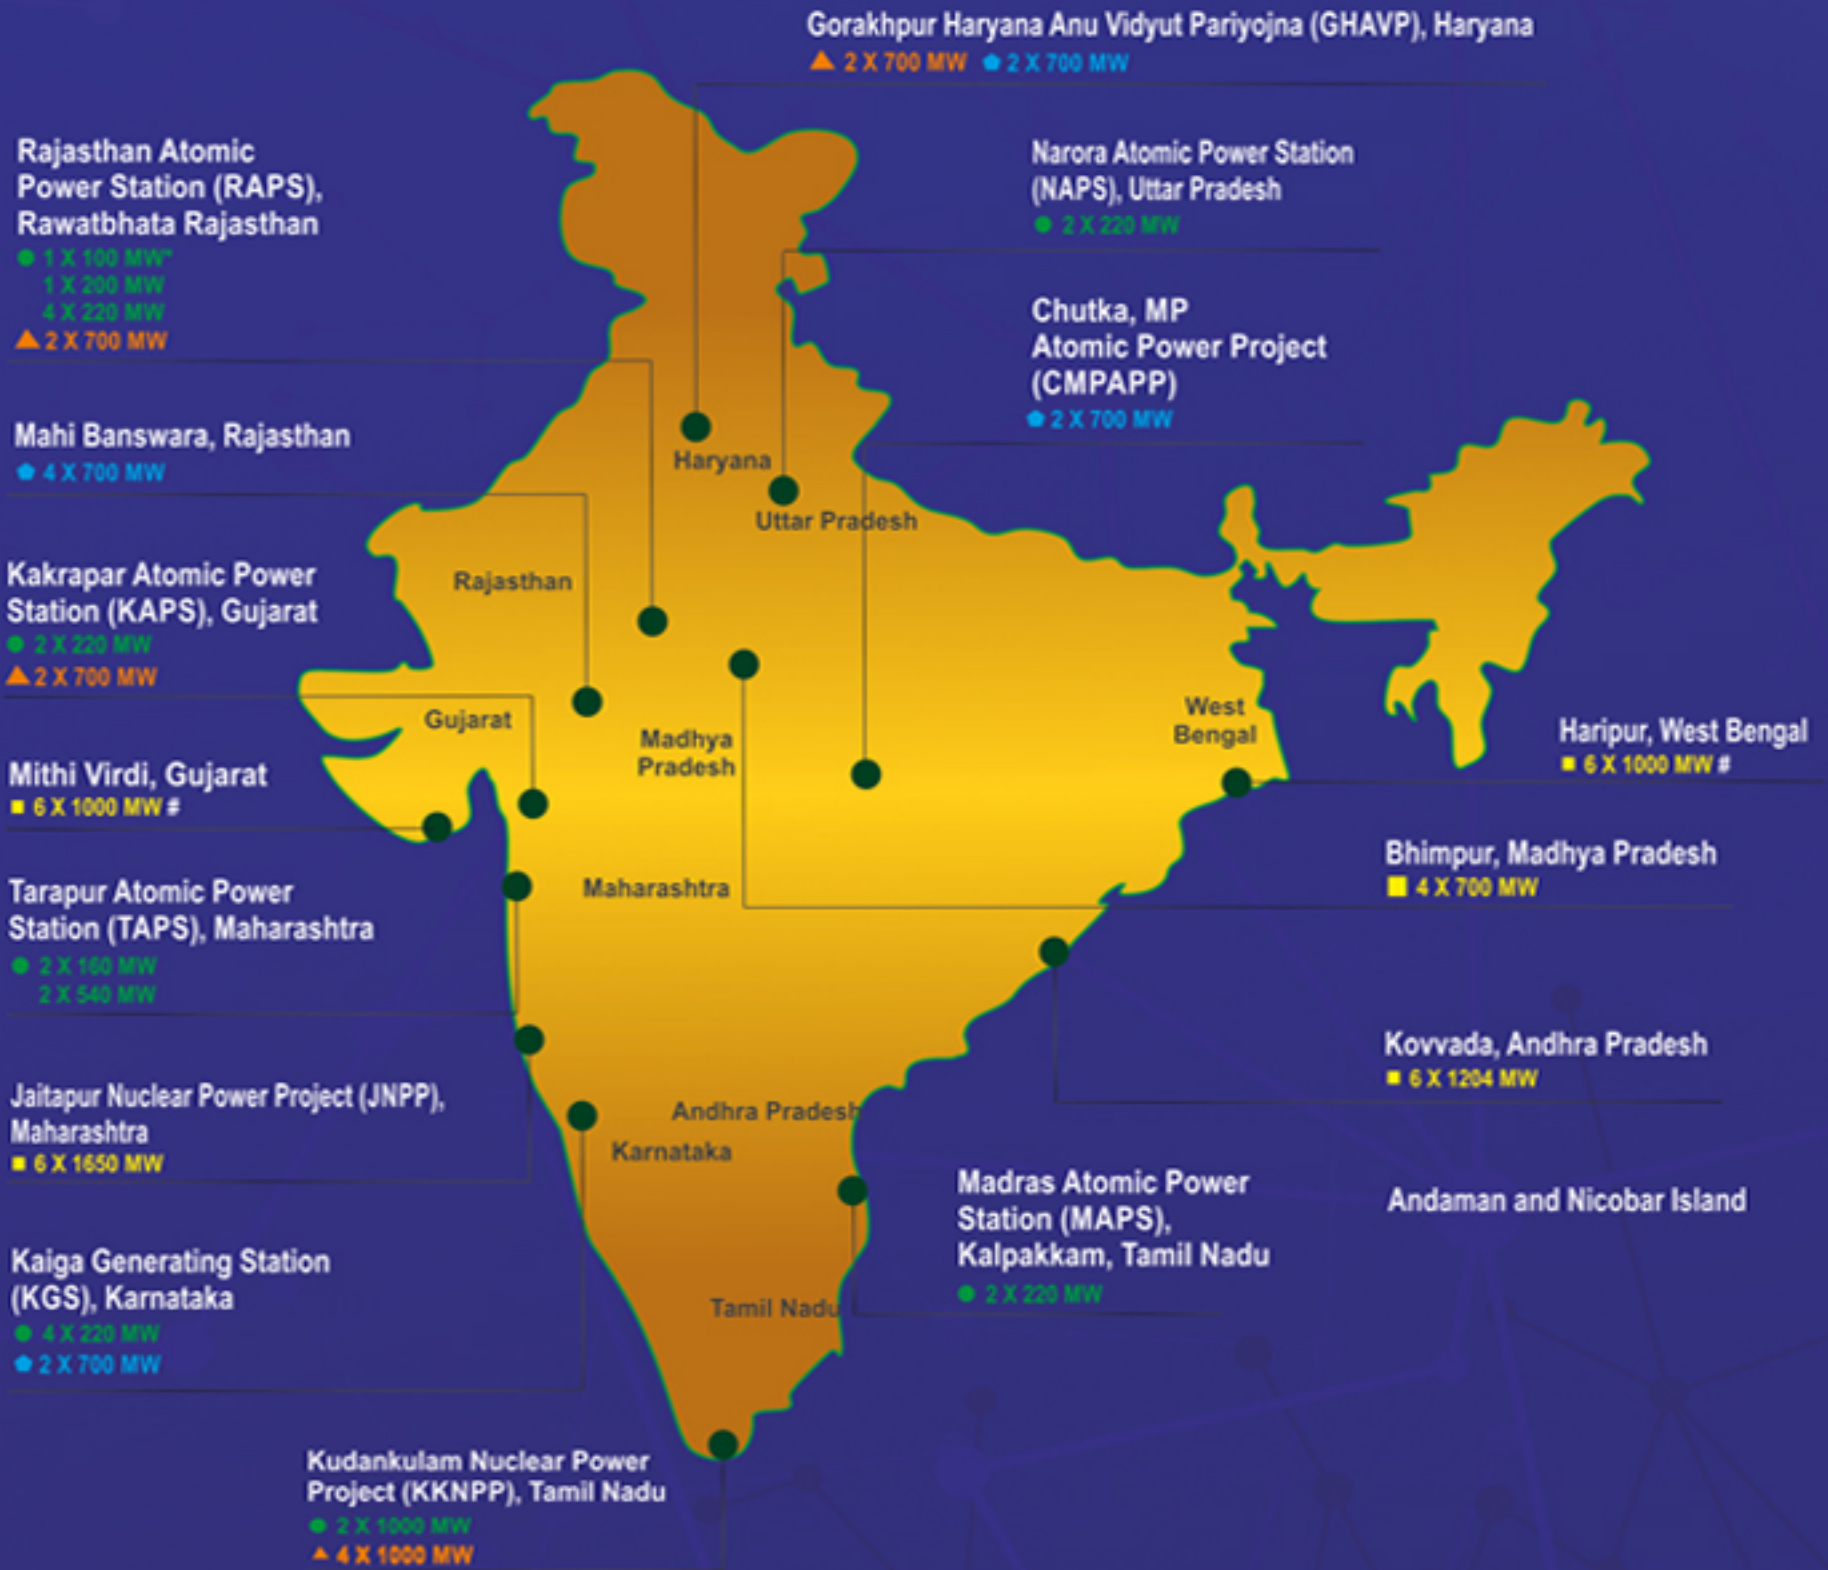 Gorakhpur Haryana Anu Vidyut Pariyojna (GHAVP), Haryana
2 X 700 MW 2 X 700 MW
Rajasthan Atomic
Power Station (RAPS),
Rawatbhata Rajasthan
1 X 100 MW*
1 X 200 MW
4 X 220 MW
2 X 700 MW
Narora Atomic Power Station
(NAPS), Uttar Pradesh
2 X 220 MW
Chutka, MP
Atomic Power Project
(CMPAPP)
2 X 700 MW
Mahi Banswara, Rajasthan
4 X 700 MW
Haryana
Uttar Pradesh
Kakrapar Atomic Power
Station (KAPS), Gujarat
2 X 220 MW
2 X 700 MW
Rajasthan
Gujarat
Madhya
Pradesh
West
Bengal
Haripur, West Bengal
6 X 1000 MW #
Mithi Virdi, Gujarat
6 X 1000 MW #
Bhimpur, Madhya Pradesh
4 X 700 MW
Tarapur Atomic Power
Station (TAPS), Maharashtra
2 X 160 MW
2 X 540 MW
Maharashtra
Kovvada, Andhra Pradesh
6 X 1204 MW
Jaitapur Nuclear Power Project (JNPP),
Maharashtra
6 X 1650 MW
Andhra Pradesh
Karnataka
Madras Atomic Power
Station (MAPS),
Kalpakkam, Tamil Nadu
2 X 220 MW
Andaman and Nicobar Island
Kaiga Generating Station
(KGS), Karnataka
4 X 220 MW
2 X 700 MW
Tamil Nadu
Kudankulam Nuclear Power
Project (KKNPP), Tamil Nadu
2 X 1000 MW
4 X 1000 MW